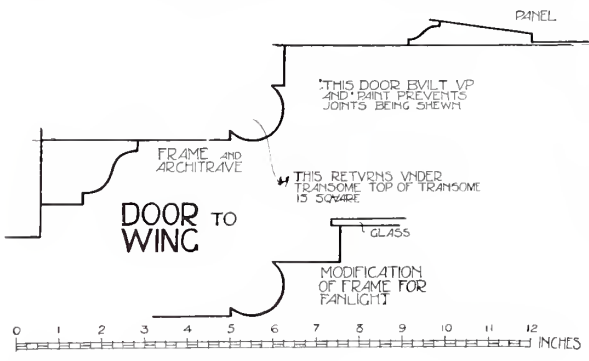 PANEL
'THIS DOOR BVILT VP
AND' PAINT PREVENTS
JOINTS BEING SHEWN
FRAME AND
ARCHITRAVE
THIS RETVRNS VNDER
TRANSOME TOP OF TRANSOME
IS SQVARE
DOOR TO
WING
GLASS
MODIFICATION
OF FRAME FOR
FANLIGHT
0 1 2 3 4 5 6 7 8 9 10 11 12
INCHES